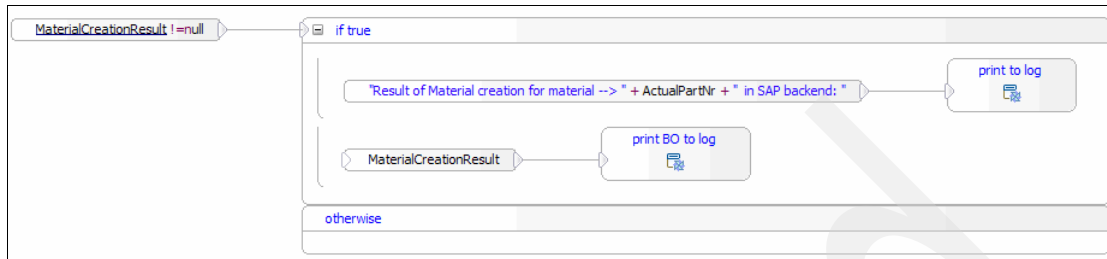 MaterialCreationResult !=null
if true
print to log
"Result of Material creation for material --> " + ActualPartNr + " in SAP backend: "
print BO to log
MaterialCreationResult
otherwise